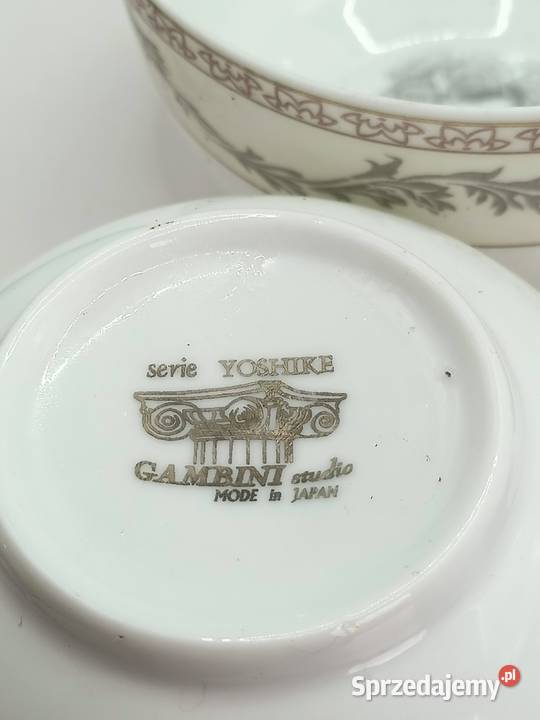 serie YOSHIKE
GAMBINI studio
MODE in JAPAN
Sprzedajemy.pl